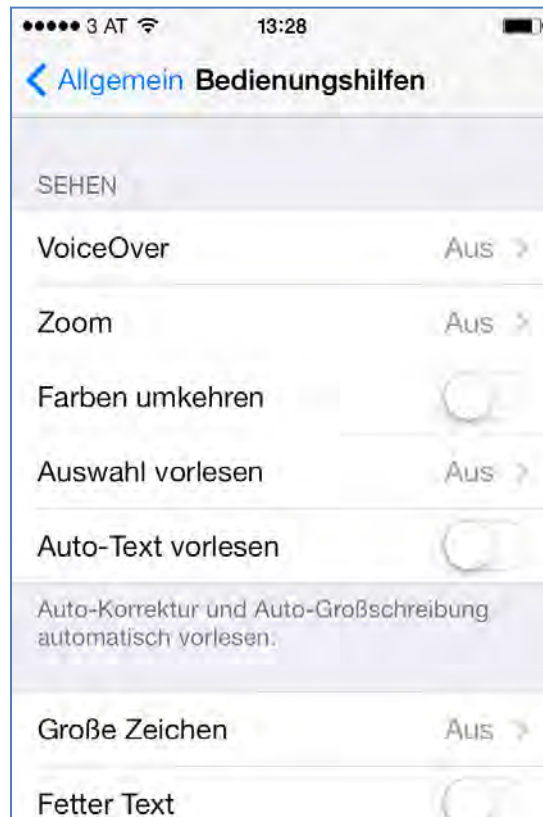 3 AT 13:28
Allgemein Bedienungshilfen
SEHEN
VoiceOver Aus
Zoom Aus
Farben umkehren
Auswahl vorlesen Aus
Auto-Text vorlesen
Auto-Korrektur und Auto-Großschreibung
automatisch vorlesen.
Große Zeichen Aus
Fetter Text